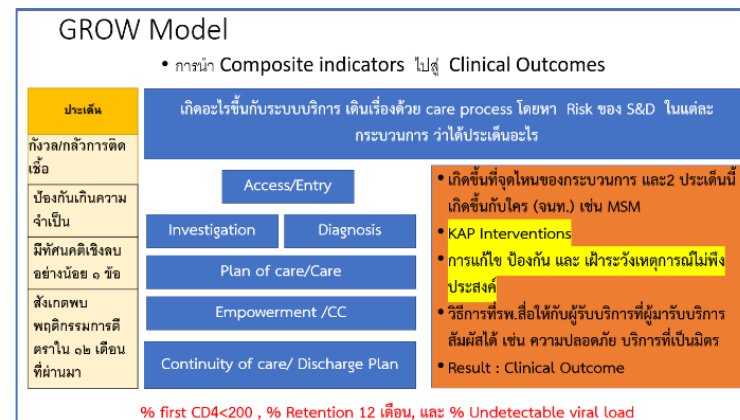 GROW Model
• การนำ Composite indicators ไปสู่ Clinical Outcomes
ประเด็น
กังวล/กลัวการติด
เชื้อ
ป้องกันเกินความ
จำเป็น
มีทัศนคติเชิงลบ
อย่างน้อย ๑ ข้อ
สังเกตพบ
พฤติกรรมการตี
ตราใน ๑๒ เดือน
ที่ผ่านมา
เกิดอะไรขึ้นกับระบบบริการ เดินเรื่องด้วย care process โดยหา Risk ของ S&D ในแต่ละ
กระบวนการ ว่าได้ประเด็นอะไร
Access/Entry
Investigation
Diagnosis
Plan of care/Care
Empowerment /CC
Continuity of care/ Discharge Plan
• เกิดขึ้นที่จุดไหนของกระบวนการ และ2 ประเด็นนี้
เกิดขึ้นกับใคร (จนท.) เช่น MSM
• KAP Interventions
• การแก้ไข ป้องกัน และ เฝ้าระวังเหตุการณ์ไม่พึง
ประสงค์
• วิธีการที่รพ.สื่อให้กับผู้รับบริการที่ผู้มารับบริการ
สัมผัสได้ เช่น ความปลอดภัย บริการที่เป็นมิตร
• Result : Clinical Outcome
% first CD4<200 , % Retention 12 เดือน, และ % Undetectable viral load